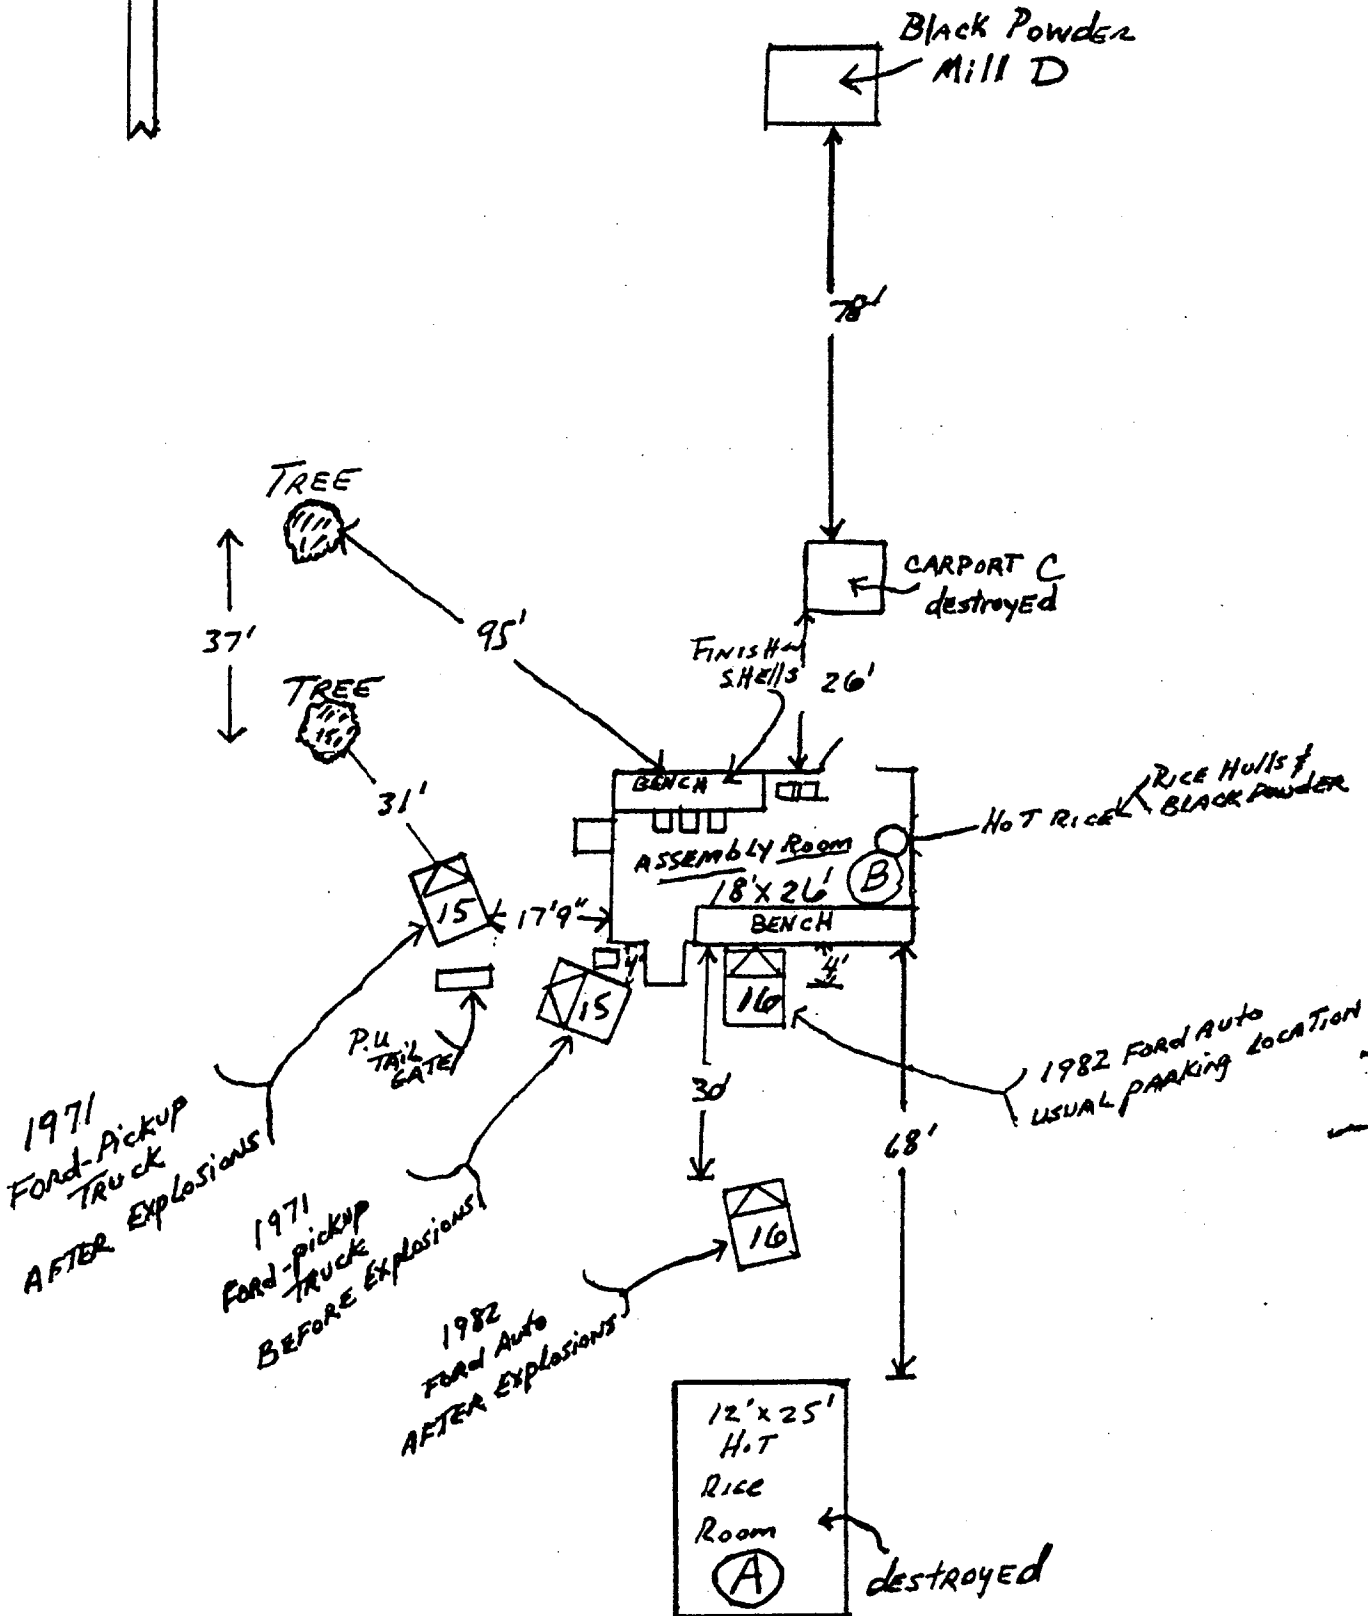 Black Powder
Mill D
78'
TREE
37'
95'
CARPORT C
destroyed
FINISH
SHells
26'
TREE
31'
BENCH
RICE Hulls &
BLACK Powder
HOT RICE
ASSEMBLY Room
18' X 26'
B
BENCH
15
17'9"
4'
15
16
4'
P.U
TAIL
GATE
30'
68'
1982 FORd Auto
USUAL PARKing LOCATION
1971
FORd-Pickup
TRUCK
AFTER EXPLOSIONS
1971
FORd-pickup
TRUCK
BEFORE EXPLOSIONS
16
1982
FORd Auto
AFTER EXPLOSIONS
12' x 25'
HOT
RICE
Room
A
dESTROYEd